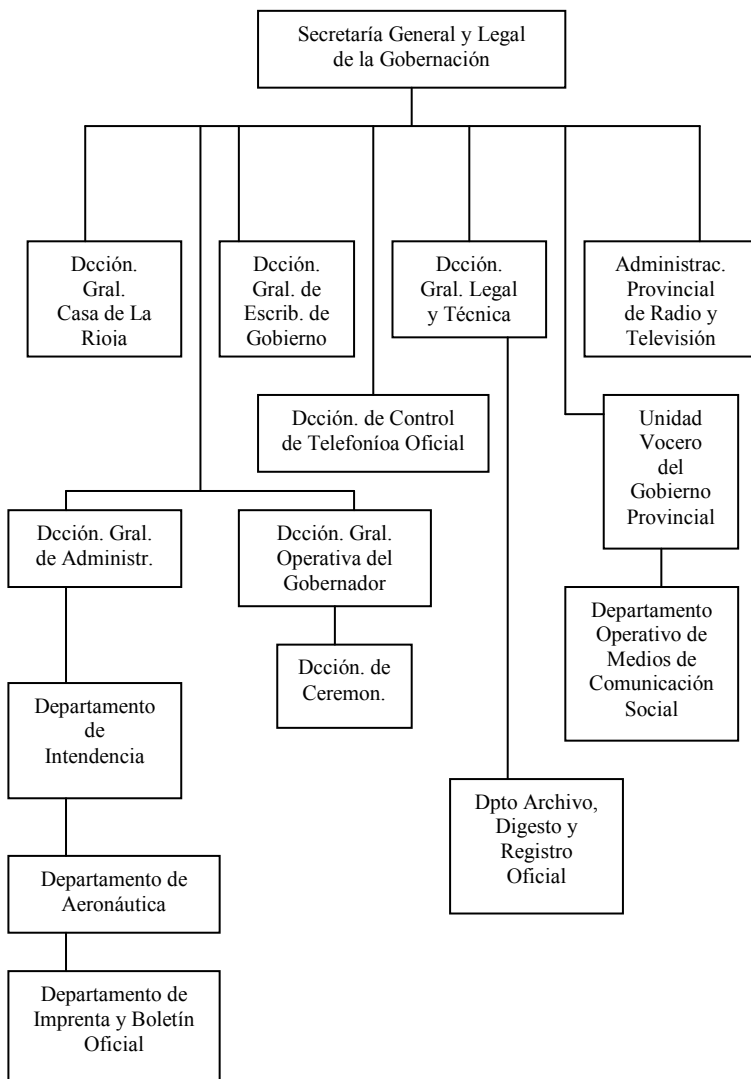 Secretaría General y Legal
de la Gobernación
Dcción.
Gral.
Casa de La
Rioja
Dcción.
Gral. de
Escrib. de
Gobierno
Dcción.
Gral. Legal
y Técnica
Administrac.
Provincial
de Radio y
Televisión
Dcción. de Control
de Telefoníoa Oficial
Unidad
Vocero
del
Gobierno
Provincial
Dcción. Gral.
de Administr.
Dcción. Gral.
Operativa del
Gobernador
Departamento
Operativo de
Medios de
Comunicación
Social
Dcción. de
Ceremon.
Departamento
de
Intendencia
Dpto Archivo,
Digesto y
Registro
Oficial
Departamento de
Aeronáutica
Departamento de
Imprenta y Boletín
Oficial